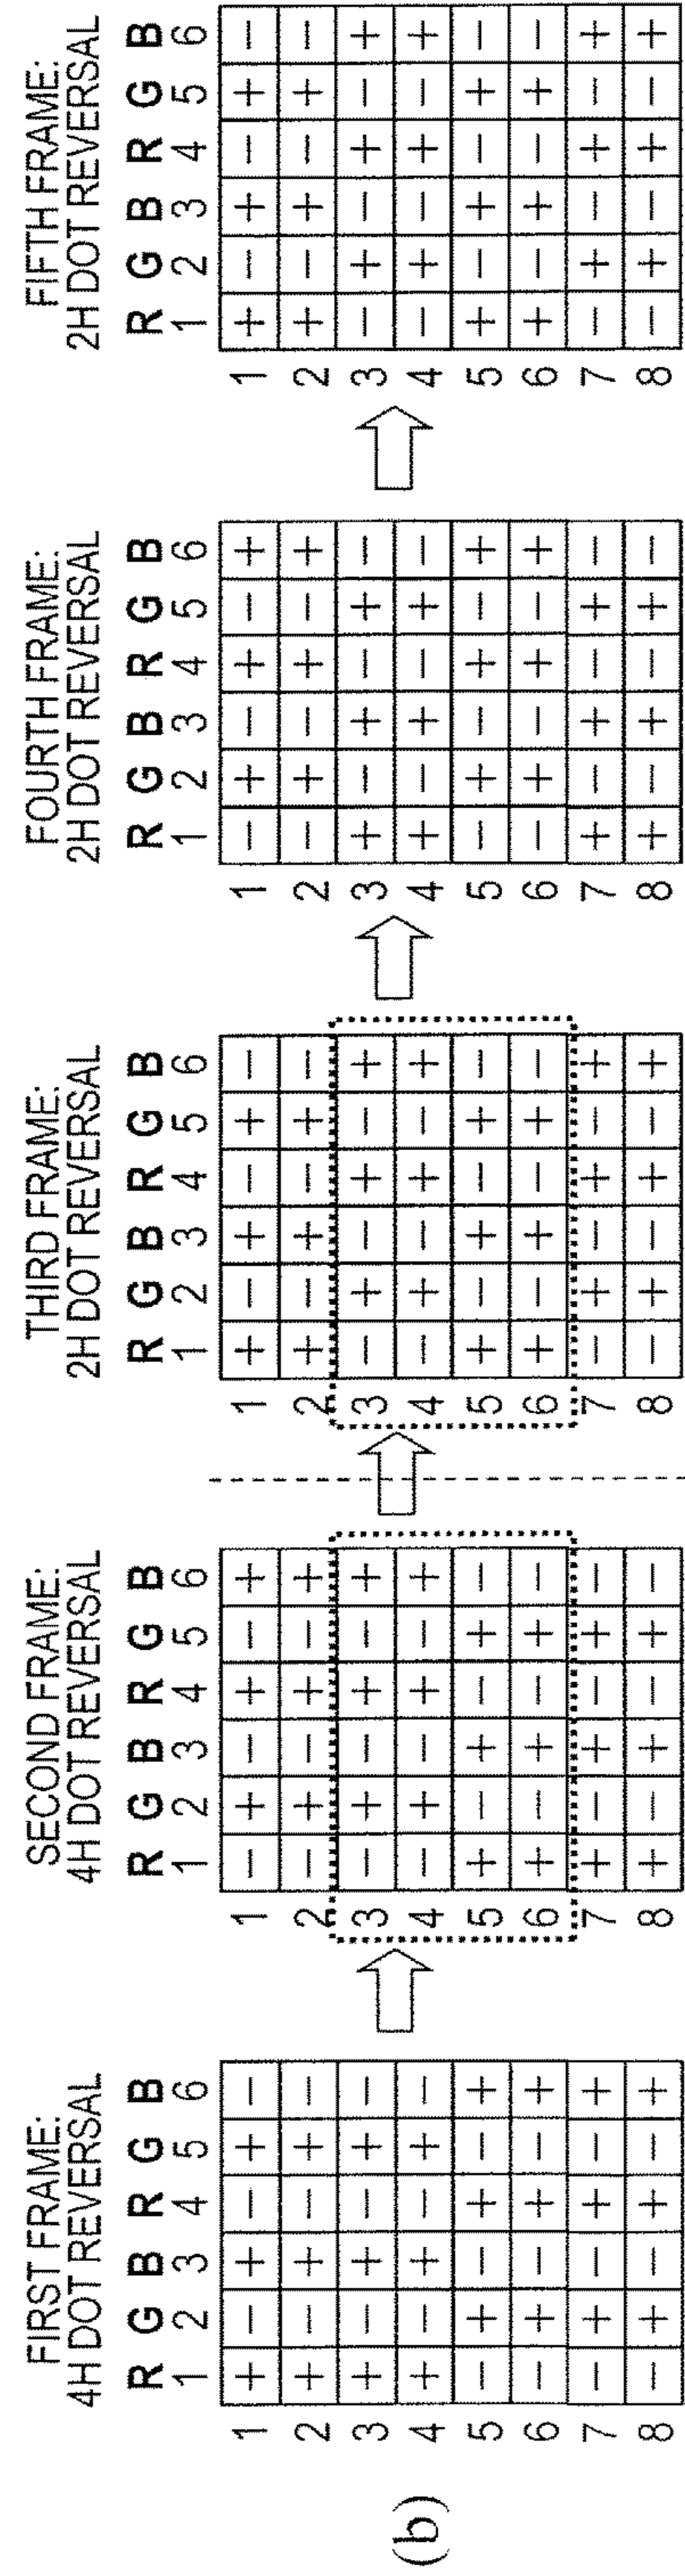 (b)
FIRST FRAME:
4H DOT REVERSAL
R G B R G B
1 2 3 4 5 6
1 + − + − + −
2 + − + − + −
3 + − + − + −
4 + − + − + −
5 − + − + − +
6 − + − + − +
7 − + − + − +
8 − + − + − +
SECOND FRAME:
4H DOT REVERSAL
R G B R G B
1 2 3 4 5 6
1 − + − + − +
2 − + − + − +
3 − + − + − +
4 − + − + − +
5 + − + − + −
6 + − + − + −
7 + − + − + −
8 + − + − + −
THIRD FRAME:
2H DOT REVERSAL
R G B R G B
1 2 3 4 5 6
1 + − + − + −
2 + − + − + −
3 − + − + − +
4 − + − + − +
5 + − + − + −
6 + − + − + −
7 − + − + − +
8 − + − + − +
FOURTH FRAME:
2H DOT REVERSAL
R G B R G B
1 2 3 4 5 6
1 − + − + − +
2 − + − + − +
3 + − + − + −
4 + − + − + −
5 − + − + − +
6 − + − + − +
7 + − + − + −
8 + − + − + −
FIFTH FRAME:
2H DOT REVERSAL
R G B R G B
1 2 3 4 5 6
1 + − + − + −
2 + − + − + −
3 − + − + − +
4 − + − + − +
5 + − + − + −
6 + − + − + −
7 − + − + − +
8 − + − + − +